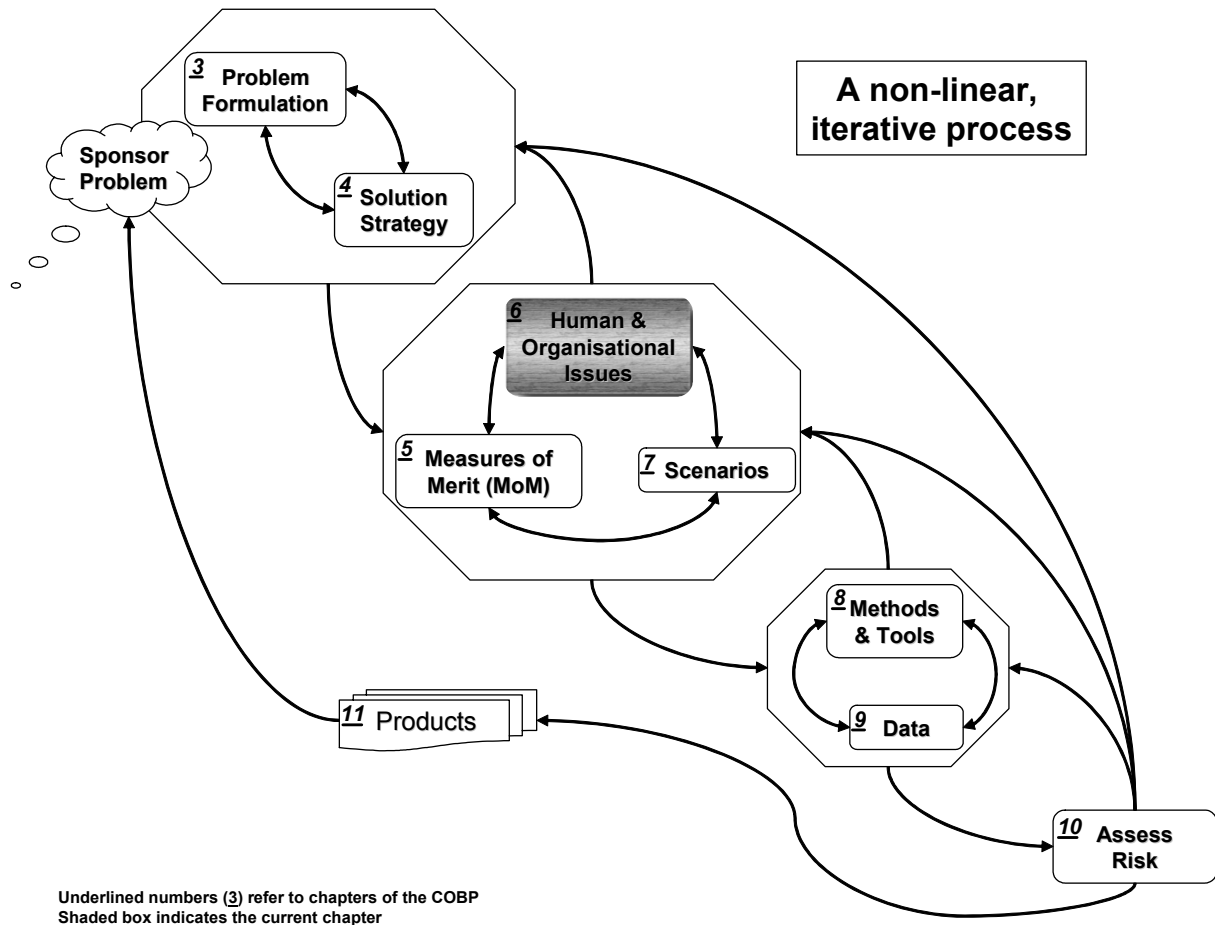 3
Problem
Formulation
A non-linear,
iterative process
Sponsor
Problem
4
Solution
Strategy
6
Human &
Organisational
Issues
5
Measures of
Merit (MoM)
7
Scenarios
8
Methods
& Tools
9
Data
11
Products
10
Assess
Risk
Underlined numbers (3) refer to chapters of the COBP
Shaded box indicates the current chapter